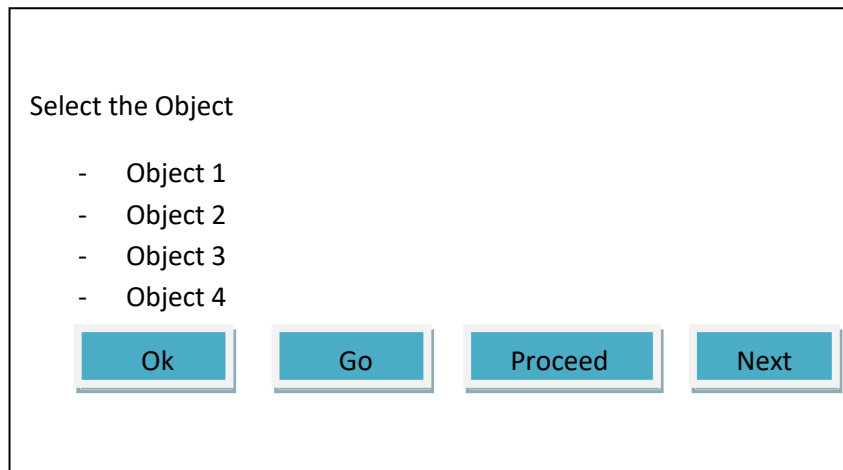 Select the Object
- Object 1
- Object 2
- Object 3
- Object 4
Ok Go Proceed Next